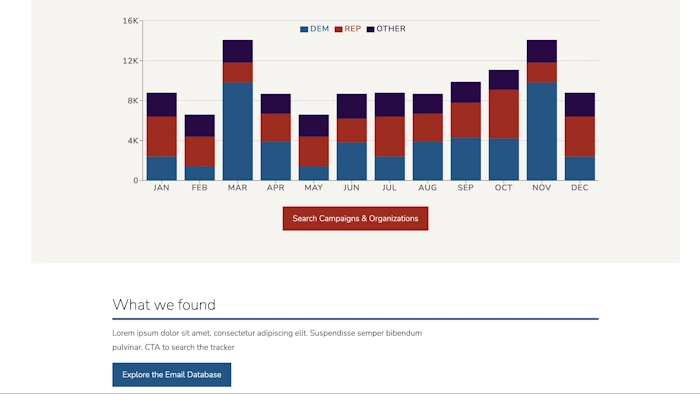 16K
DEM REP OTHER
12K
8K
4K
0
JAN FEB MAR APR MAY JUN JUL AUG SEP OCT NOV DEC
Search Campaigns & Organizations
What we found
Lorem ipsum dolor sit amet, consectetur adipiscing elit. Suspendisse semper bibendum
pulvinar. CTA to search the tracker
Explore the Email Database